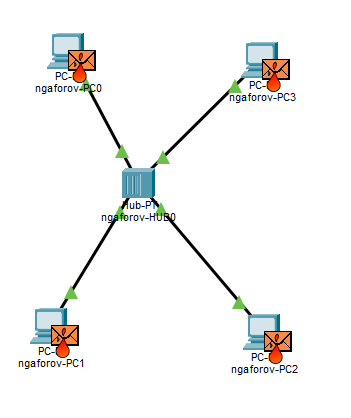 PC-
ngaforov-PC0
PC-
ngaforov-PC3
Hub-PT
ngaforov-HUB0
PC-
ngaforov-PC1
PC-
ngaforov-PC2